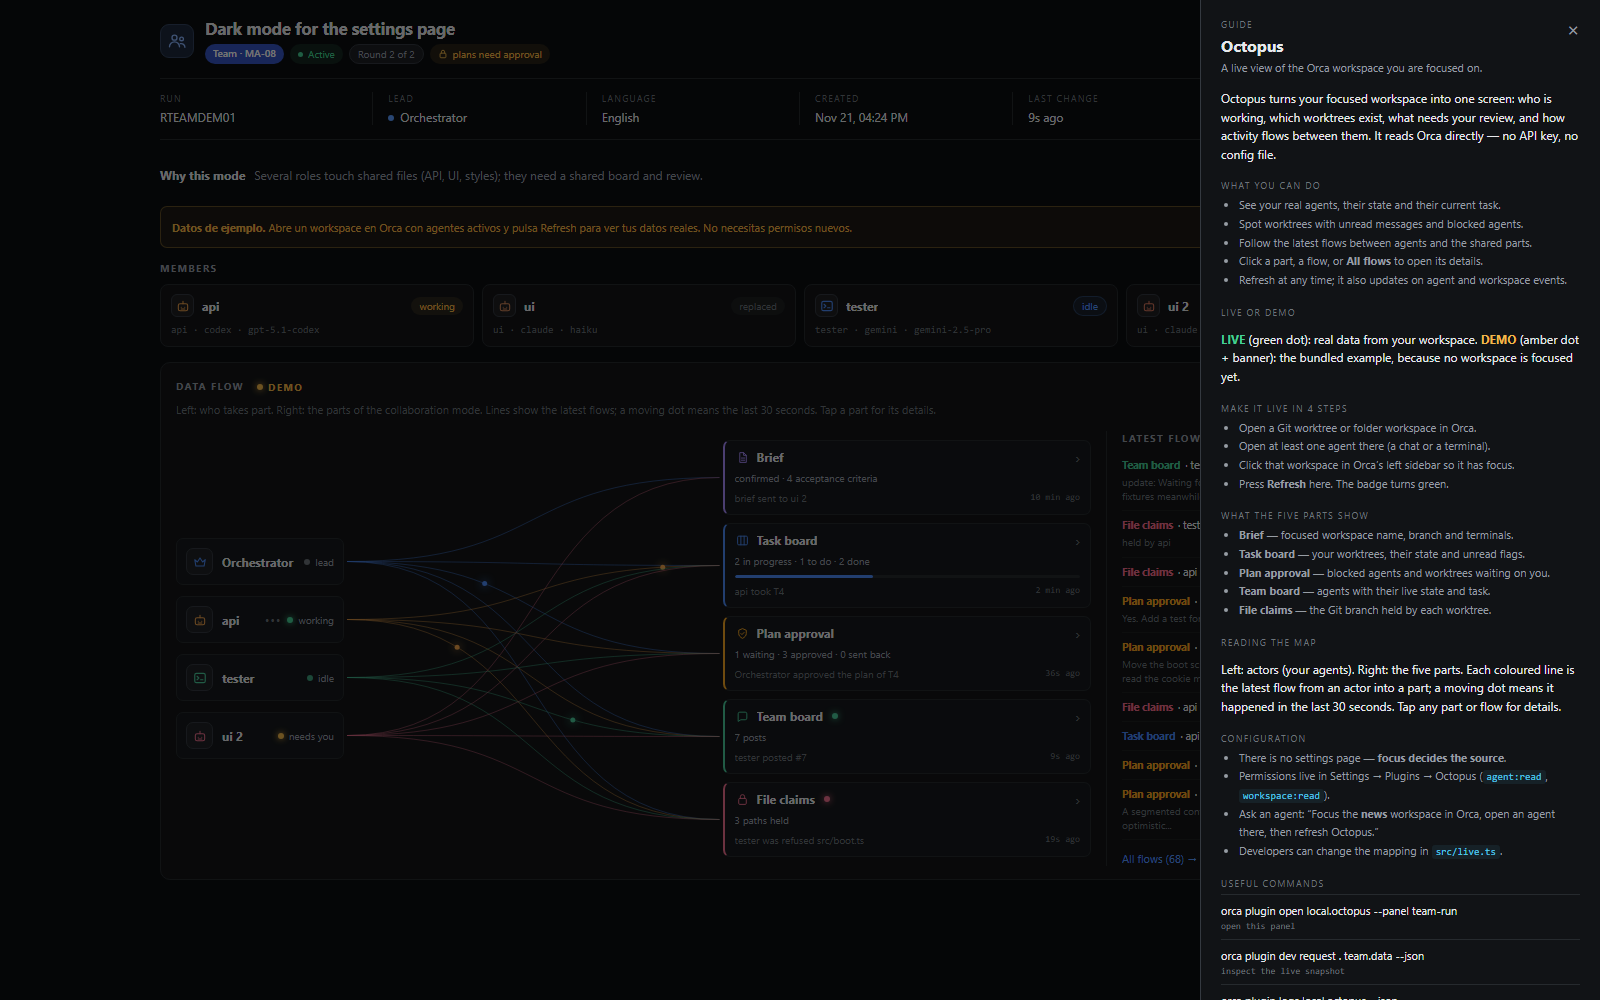 Dark mode for the settings page
Team · MA-08
Active
Round 2 of 2
plans need approval
RUN
RTEAMDEM01
LEAD
Orchestrator
LANGUAGE
English
CREATED
Nov 21, 04:24 PM
LAST CHANGE
9s ago
Why this mode Several roles touch shared files (API, UI, styles); they need a shared board and review.
Datos de ejemplo. Abre un workspace en Orca con agentes activos y pulsa Refresh para ver tus datos reales. No necesitas permisos nuevos.
MEMBERS
api
working
api · codex · gpt-5.1-codex
ui
replaced
ui · claude · haiku
tester
idle
tester · gemini · gemini-2.5-pro
ui 2
ui · claude
DATA FLOW
DEMO
Left: who takes part. Right: the parts of the collaboration mode. Lines show the latest flows; a moving dot means the last 30 seconds. Tap a part for its details.
Orchestrator
lead
api
working
tester
idle
ui 2
needs you
Brief
confirmed · 4 acceptance criteria
brief sent to ui 2
10 min ago
Task board
2 in progress · 1 to do · 2 done
api took T4
2 min ago
Plan approval
1 waiting · 3 approved · 0 sent back
Orchestrator approved the plan of T4
36s ago
Team board
7 posts
tester posted #7
9s ago
File claims
3 paths held
tester was refused src/boot.ts
19s ago
LATEST FLOW
Team board · te
update: Waiting f
fixtures meanwhil
File claims · test
held by api
File claims · api
Plan approval ·
Yes. Add a test for
Plan approval ·
Move the boot sc
read the cookie m
File claims · api
Task board · api
Plan approval ·
Plan approval ·
A segmented con
optimistic...
All flows (68) →
GUIDE
Octopus
A live view of the Orca workspace you are focused on.
Octopus turns your focused workspace into one screen: who is
working, which worktrees exist, what needs your review, and how
activity flows between them. It reads Orca directly — no API key, no
config file.
WHAT YOU CAN DO
• See your real agents, their state and their current task.
• Spot worktrees with unread messages and blocked agents.
• Follow the latest flows between agents and the shared parts.
• Click a part, a flow, or All flows to open its details.
• Refresh at any time; it also updates on agent and workspace events.
LIVE OR DEMO
LIVE (green dot): real data from your workspace. DEMO (amber dot
+ banner): the bundled example, because no workspace is focused
yet.
MAKE IT LIVE IN 4 STEPS
• Open a Git worktree or folder workspace in Orca.
• Open at least one agent there (a chat or a terminal).
• Click that workspace in Orca's left sidebar so it has focus.
• Press Refresh here. The badge turns green.
WHAT THE FIVE PARTS SHOW
• Brief — focused workspace name, branch and terminals.
• Task board — your worktrees, their state and unread flags.
• Plan approval — blocked agents and worktrees waiting on you.
• Team board — agents with their live state and task.
• File claims — the Git branch held by each worktree.
READING THE MAP
Left: actors (your agents). Right: the five parts. Each coloured line is
the latest flow from an actor into a part; a moving dot means it
happened in the last 30 seconds. Tap any part or flow for details.
CONFIGURATION
• There is no settings page — focus decides the source.
• Permissions live in Settings → Plugins → Octopus ( agent:read ,
workspace:read ).
• Ask an agent: “Focus the news workspace in Orca, open an agent
there, then refresh Octopus.”
• Developers can change the mapping in src/live.ts .
USEFUL COMMANDS
orca plugin open local.octopus --panel team-run
open this panel
orca plugin dev request . team.data --json
inspect the live snapshot